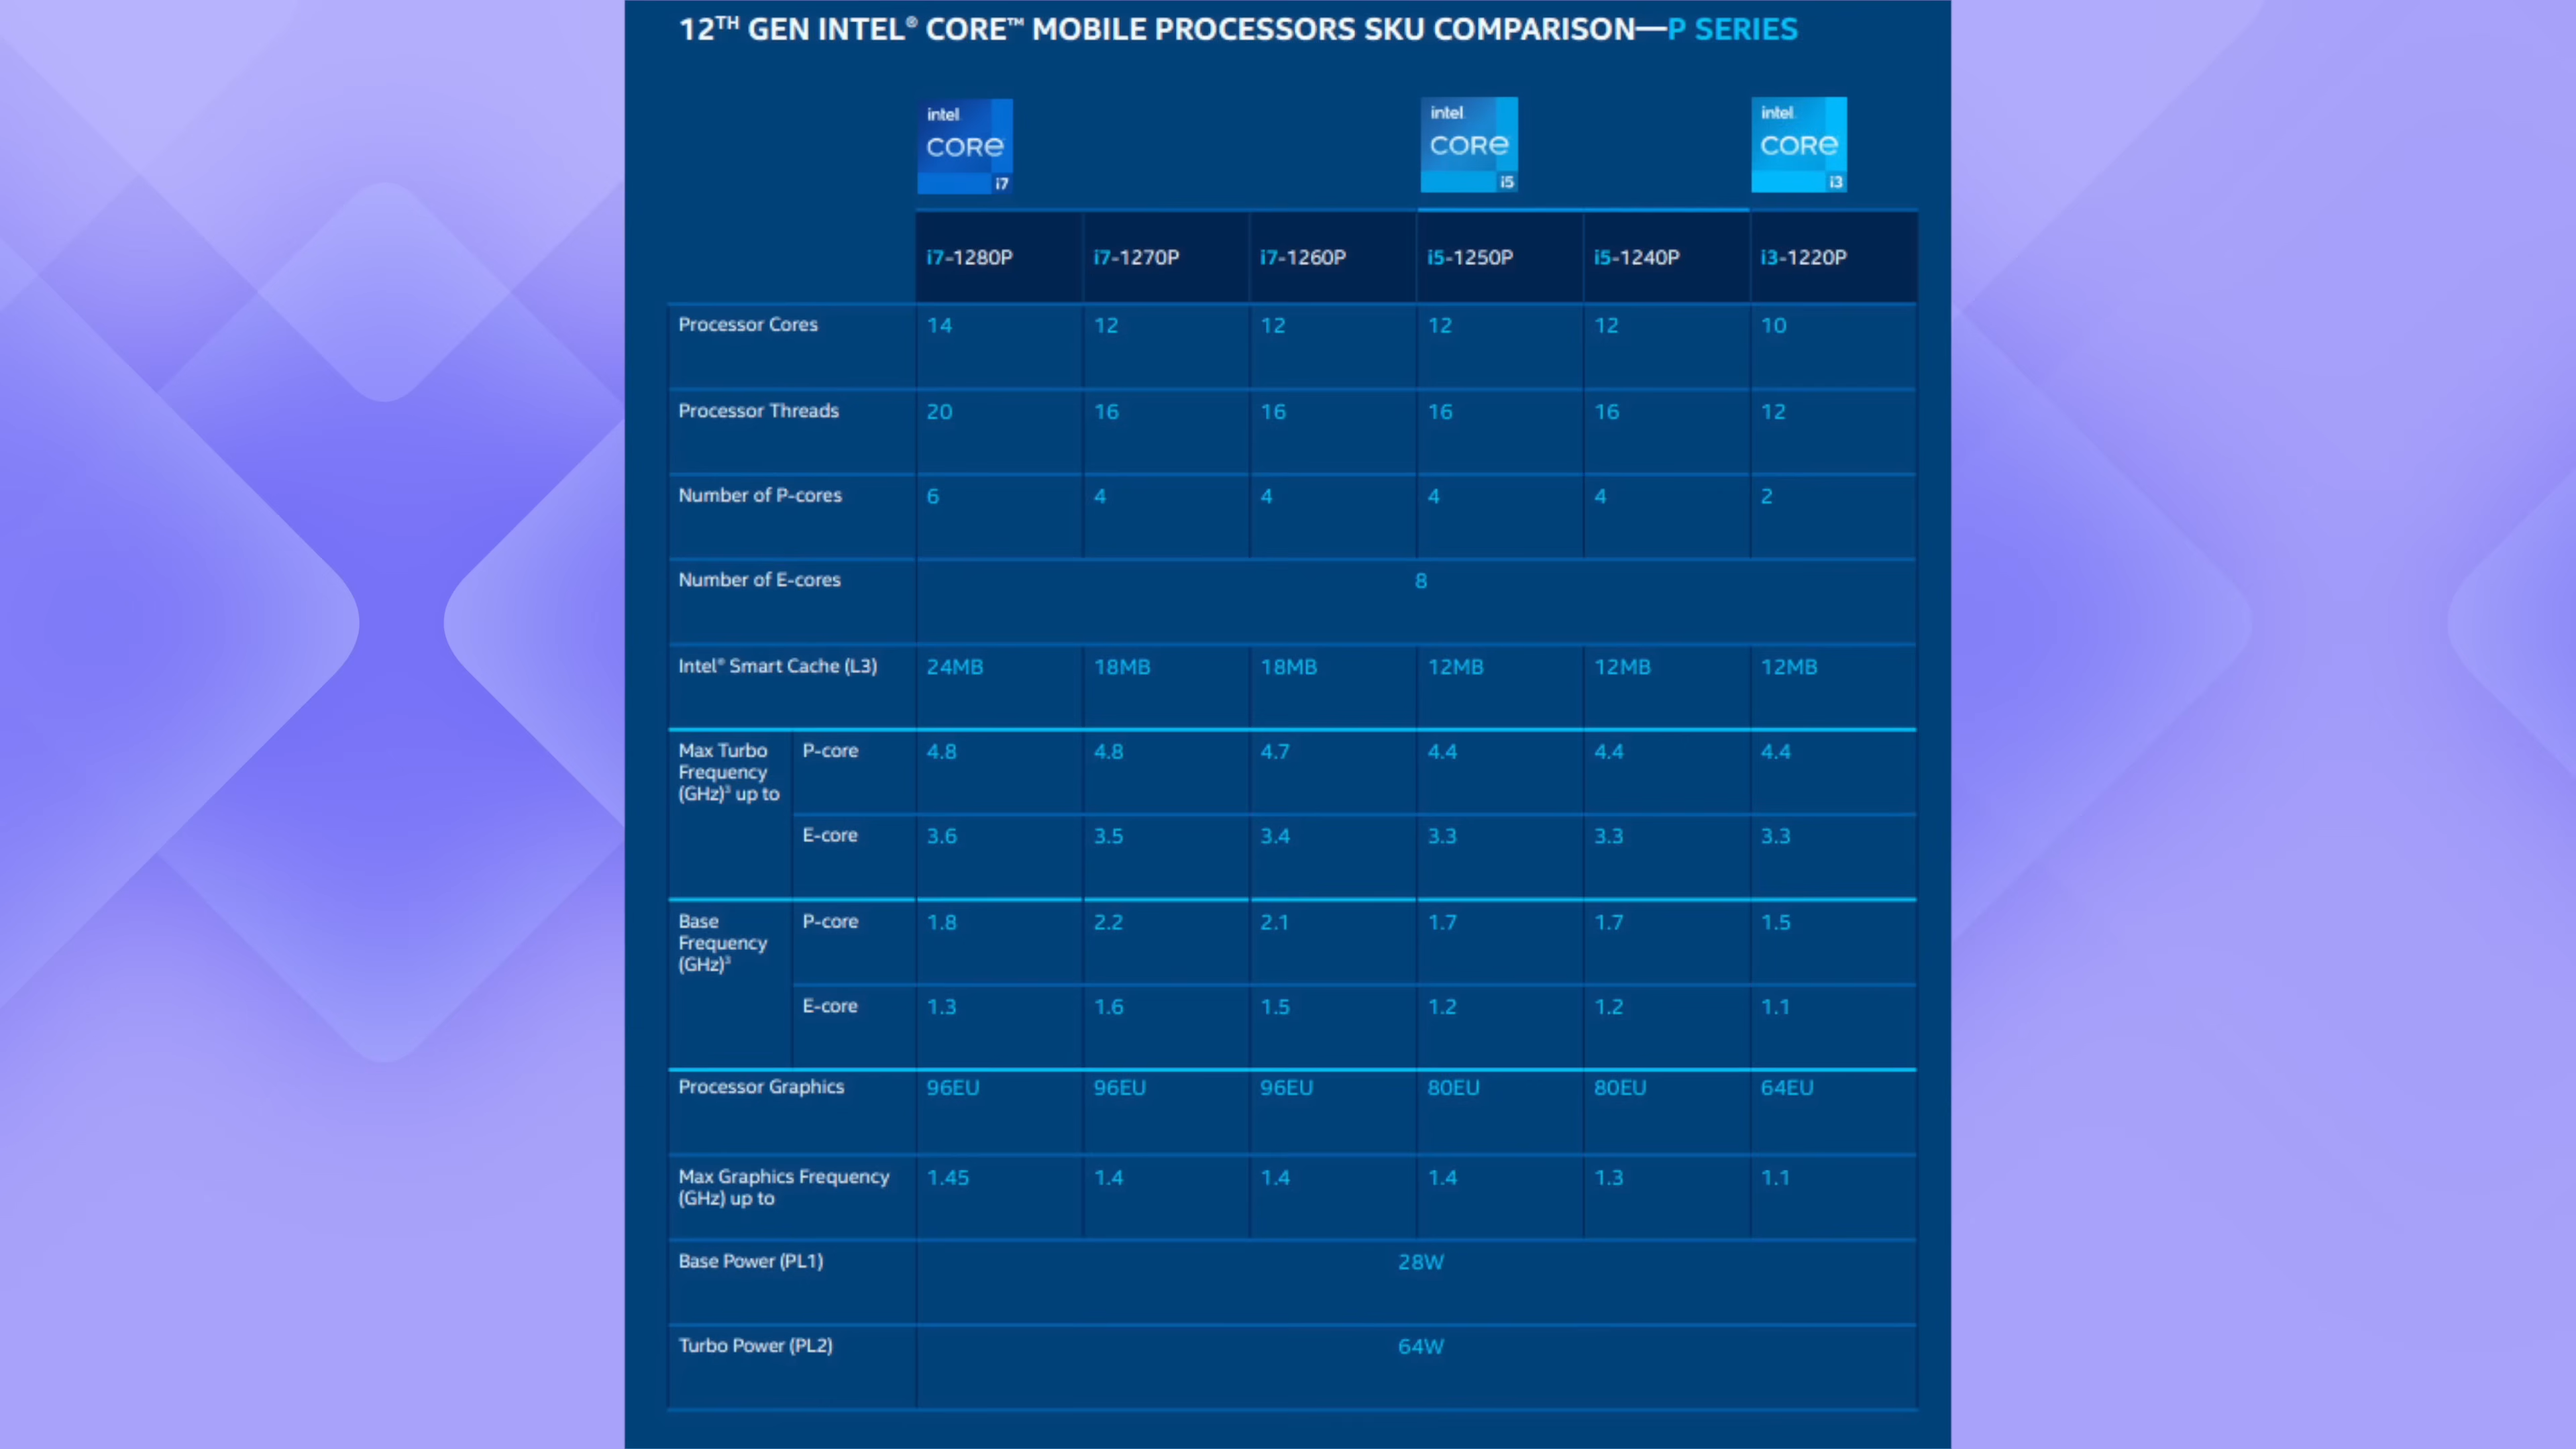 12TH GEN INTEL® CORE™ MOBILE PROCESSORS SKU COMPARISON—P SERIES
intel. CORE i7
intel. CORE i5
intel. CORE i3
i7-1280P i7-1270P i7-1260P i5-1250P i5-1240P i3-1220P
Processor Cores 14 12 12 12 12 10
Processor Threads 20 16 16 16 16 12
Number of P-cores 6 4 4 4 4 2
Number of E-cores 8
Intel® Smart Cache (L3) 24MB 18MB 18MB 12MB 12MB 12MB
Max Turbo
Frequency
(GHz)³ up to
P-core 4.8 4.8 4.7 4.4 4.4 4.4
E-core 3.6 3.5 3.4 3.3 3.3 3.3
Base
Frequency
(GHz)³
P-core 1.8 2.2 2.1 1.7 1.7 1.5
E-core 1.3 1.6 1.5 1.2 1.2 1.1
Processor Graphics 96EU 96EU 96EU 80EU 80EU 64EU
Max Graphics Frequency
(GHz) up to
1.45 1.4 1.4 1.4 1.3 1.1
Base Power (PL1) 28W
Turbo Power (PL2) 64W